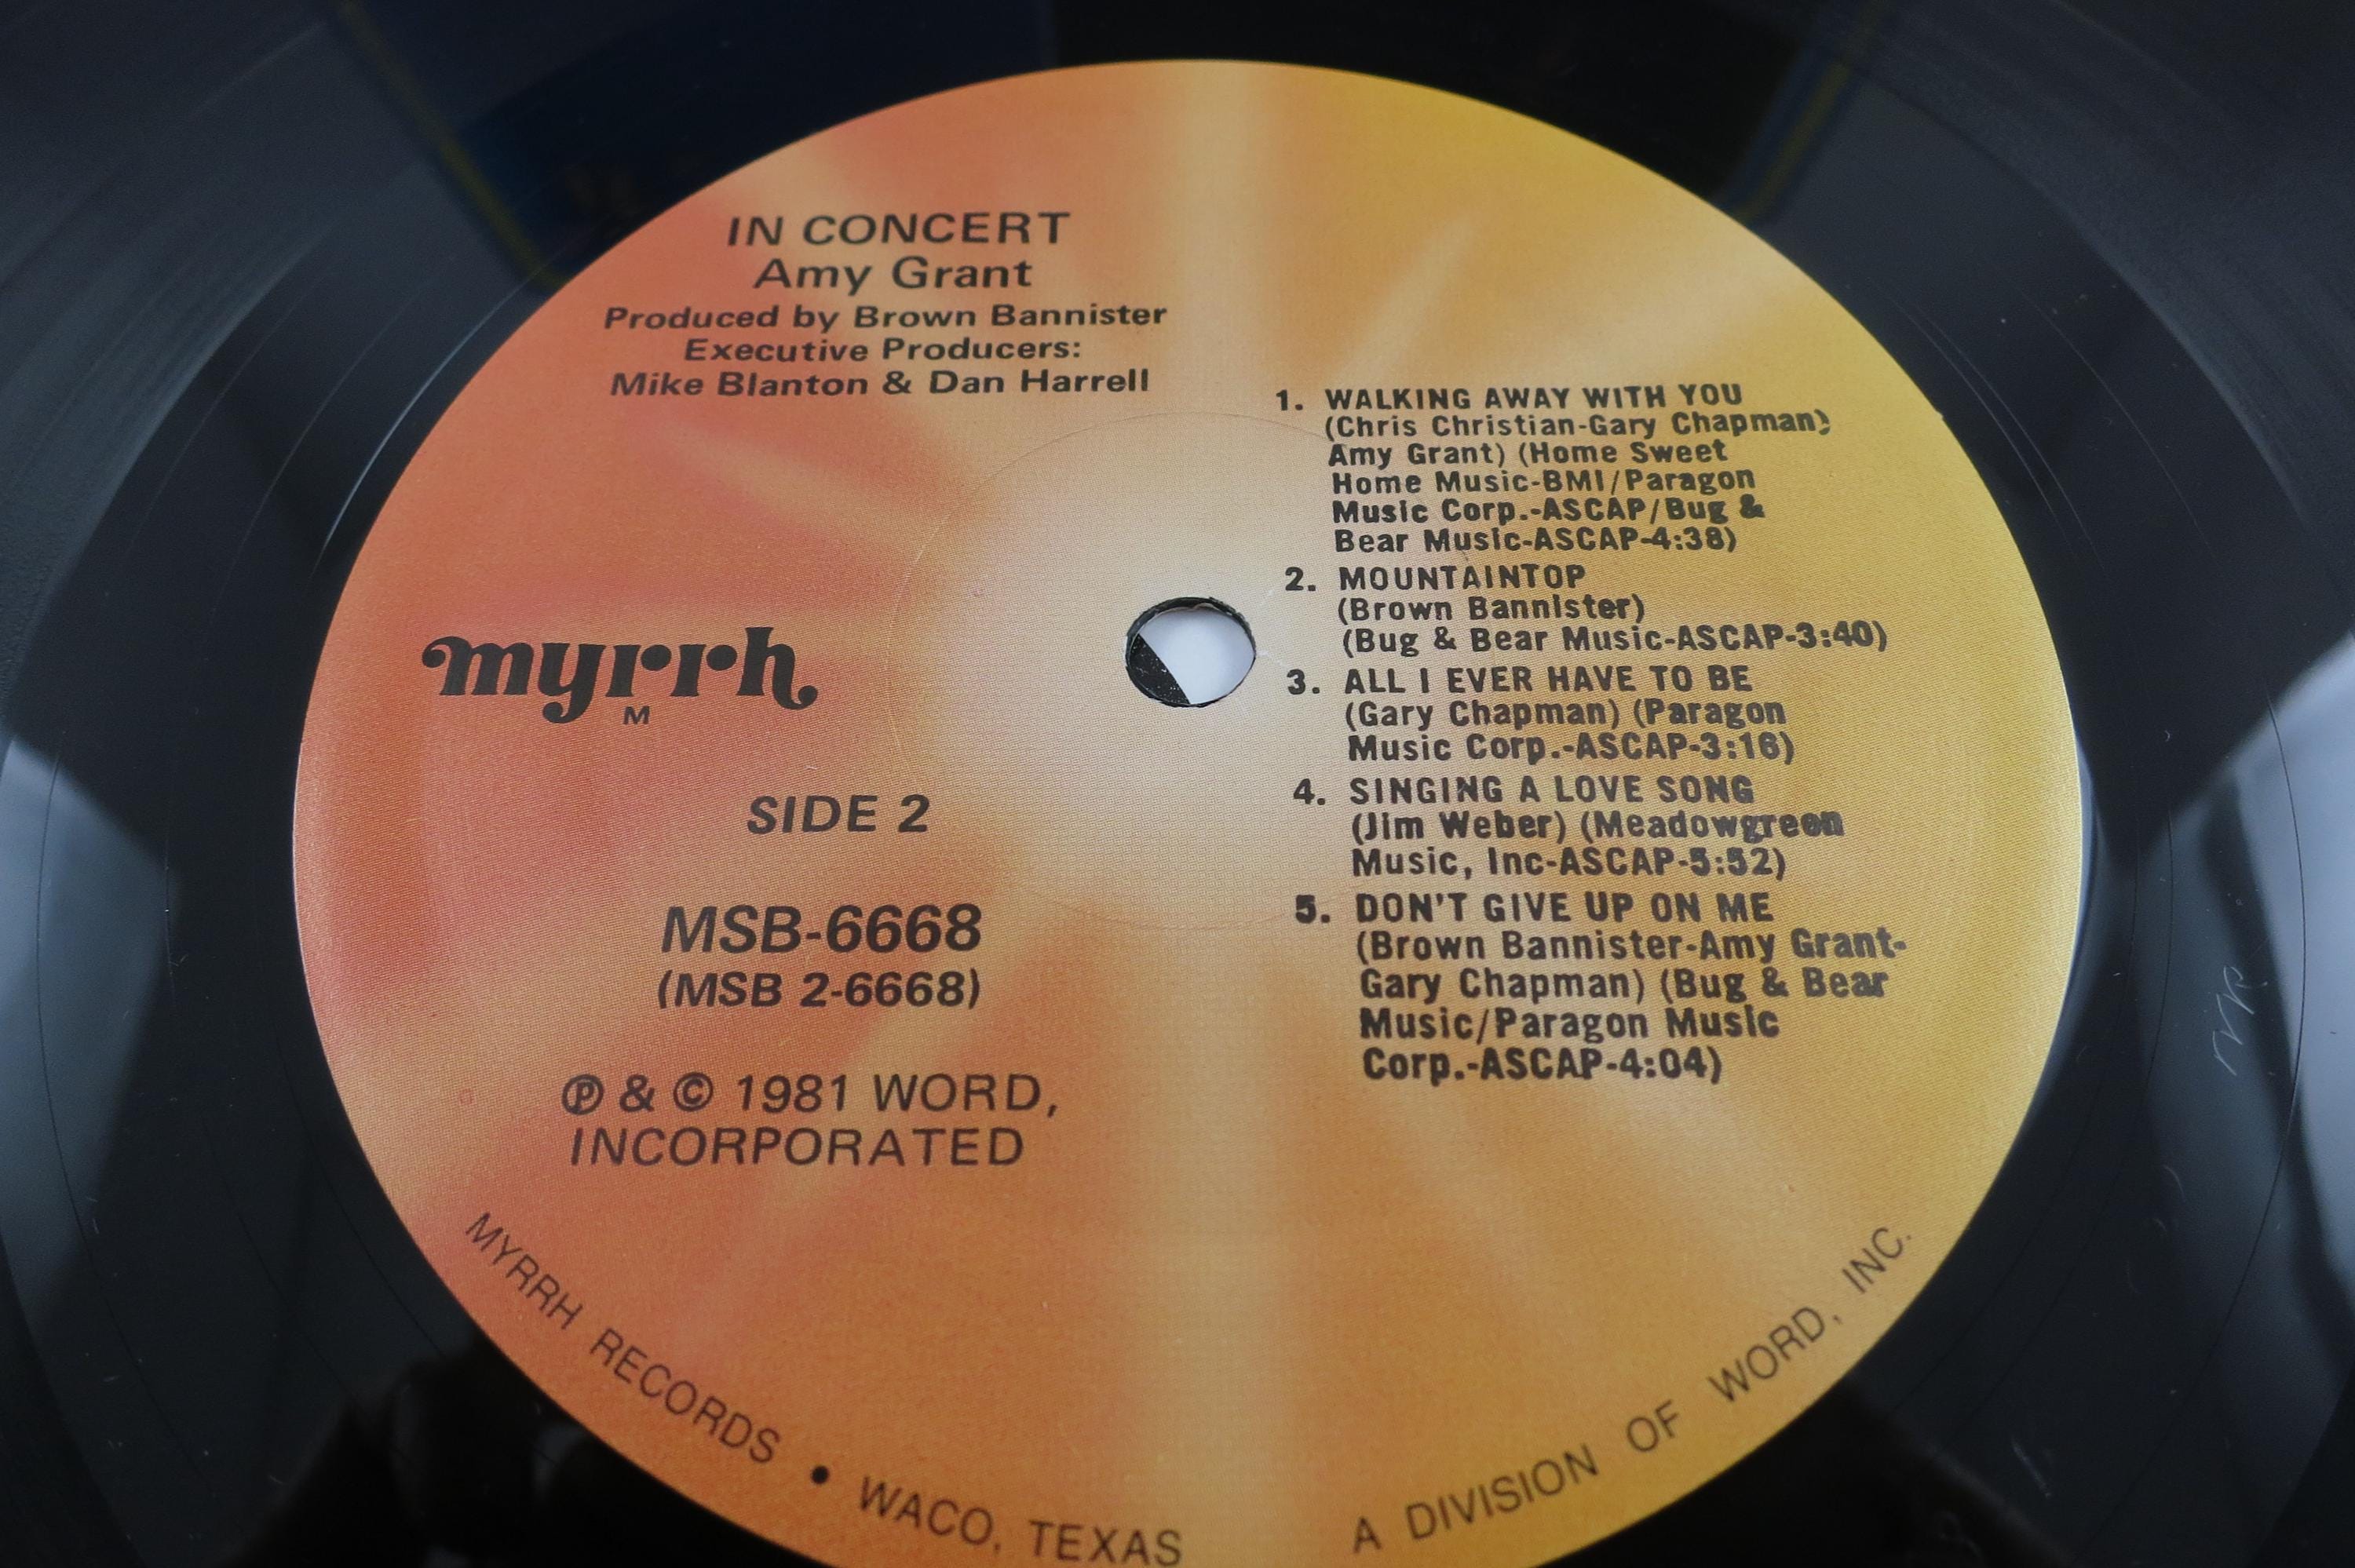 IN CONCERT
Amy Grant
Produced by Brown Bannister
Executive Producers:
Mike Blanton & Dan Harrell
myrrh
M
SIDE 2
MSB-6668
(MSB 2-6668)
℗ & © 1981 WORD,
INCORPORATED
1. WALKING AWAY WITH YOU
(Chris Christian-Gary Chapman)
Amy Grant) (Home Sweet
Home Music-BMI/Paragon
Music Corp.-ASCAP/Bug &
Bear Music-ASCAP-4:38)
2. MOUNTAINTOP
(Brown Bannister)
(Bug & Bear Music-ASCAP-3:40)
3. ALL I EVER HAVE TO BE
(Gary Chapman) (Paragon
Music Corp.-ASCAP-3:16)
4. SINGING A LOVE SONG
(Jim Weber) (Meadowgreen
Music, Inc-ASCAP-5:52)
5. DON'T GIVE UP ON ME
(Brown Bannister-Amy Grant-
Gary Chapman) (Bug & Bear
Music/Paragon Music
Corp.-ASCAP-4:04)
MYRRH RECORDS • WACO, TEXAS
A DIVISION OF WORD, INC.